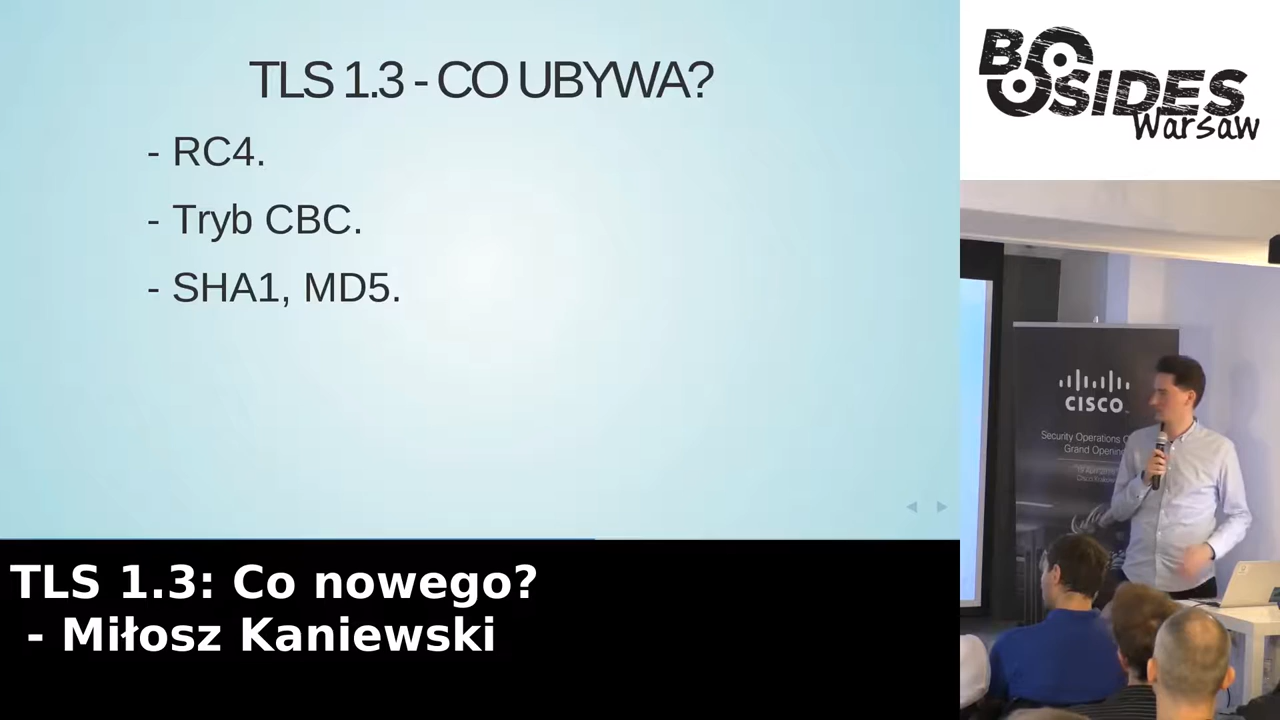 TLS 1.3 - CO UBYWA?
- RC4.
- Tryb CBC.
- SHA1, MD5.
BSIDES
Warsaw
CISCO
Security Operations
Grand Opening
TLS 1.3: Co nowego?
- Miłosz Kaniewski